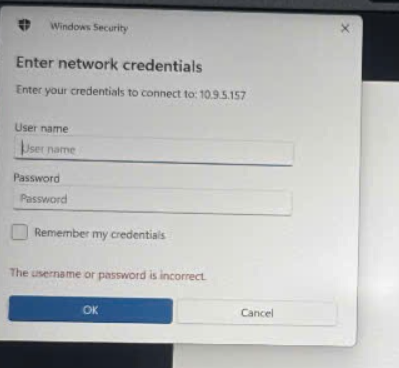 Windows Security
Enter network credentials
Enter your credentials to connect to: 10.9.5.157
User name
User name
Password
Password
Remember my credentials
The username or password is incorrect.
OK
Cancel